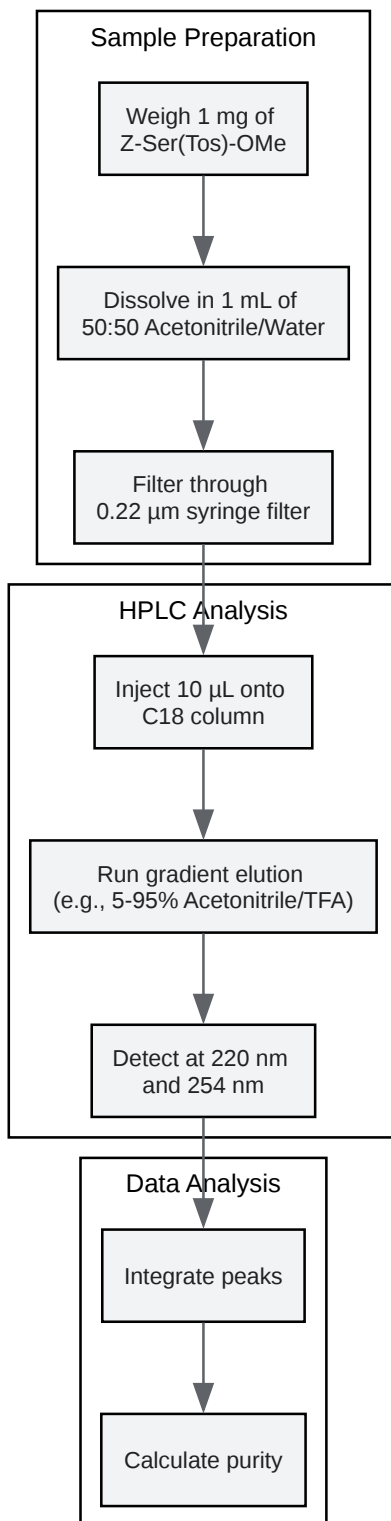 Sample Preparation
Weigh 1 mg of
Z-Ser(Tos)-OMe
Dissolve in 1 mL of
50:50 Acetonitrile/Water
Filter through
0.22 µm syringe filter
HPLC Analysis
Inject 10 µL onto
C18 column
Run gradient elution
(e.g., 5-95% Acetonitrile/TFA)
Detect at 220 nm
and 254 nm
Data Analysis
Integrate peaks
Calculate purity